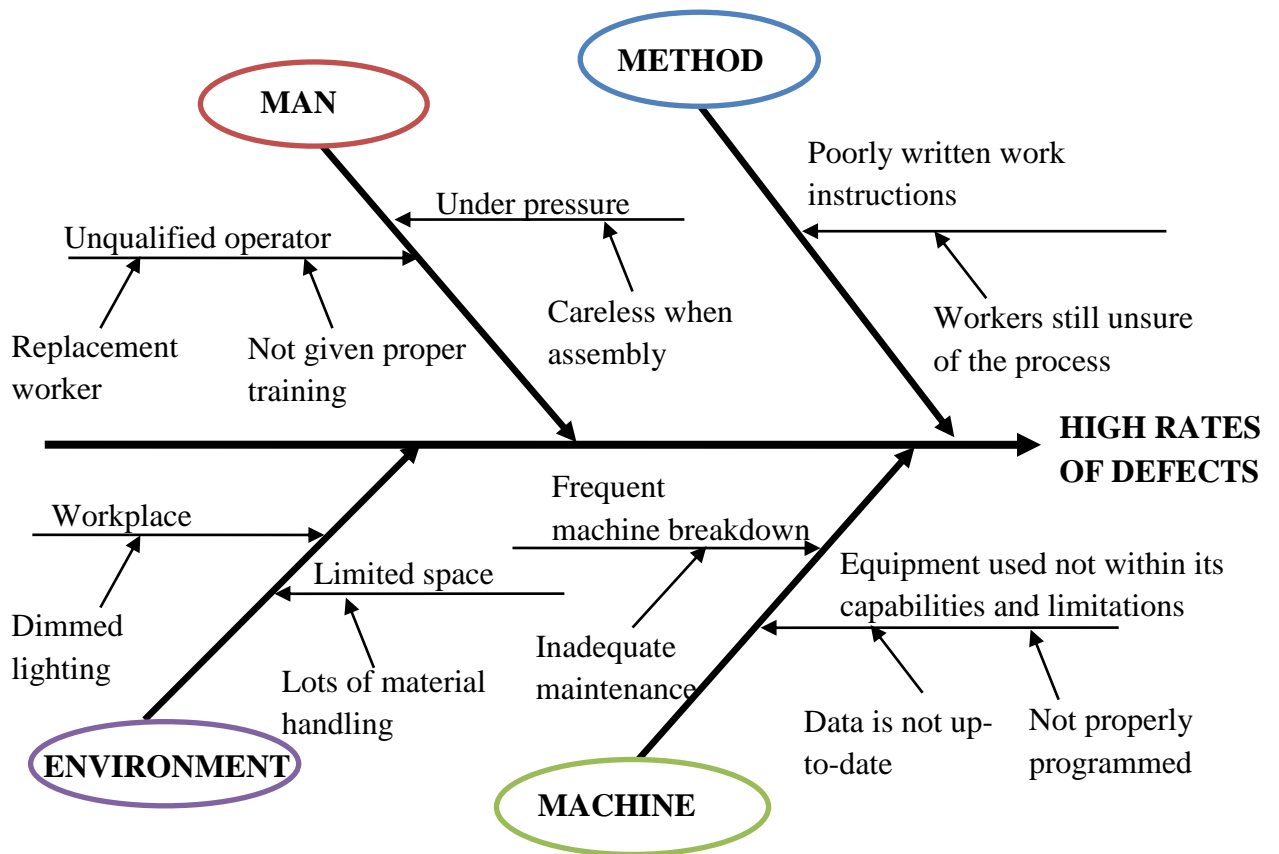 METHOD
MAN
Poorly written work
instructions
Under pressure
Unqualified operator
Careless when
assembly
Workers still unsure
of the process
Replacement
worker
Not given proper
training
HIGH RATES
OF DEFECTS
Frequent
machine breakdown
Workplace
Equipment used not within its
capabilities and limitations
Limited space
Dimmed
lighting
Inadequate
maintenance
Lots of material
handling
Data is not up-
to-date
Not properly
programmed
ENVIRONMENT
MACHINE